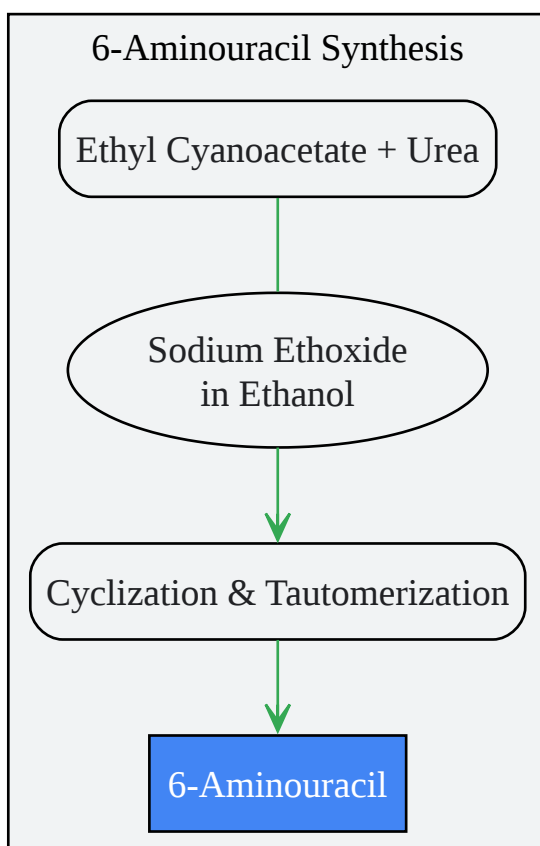 6-Aminouracil Synthesis
Ethyl Cyanoacetate + Urea
Sodium Ethoxide
in Ethanol
Cyclization & Tautomerization
6-Aminouracil